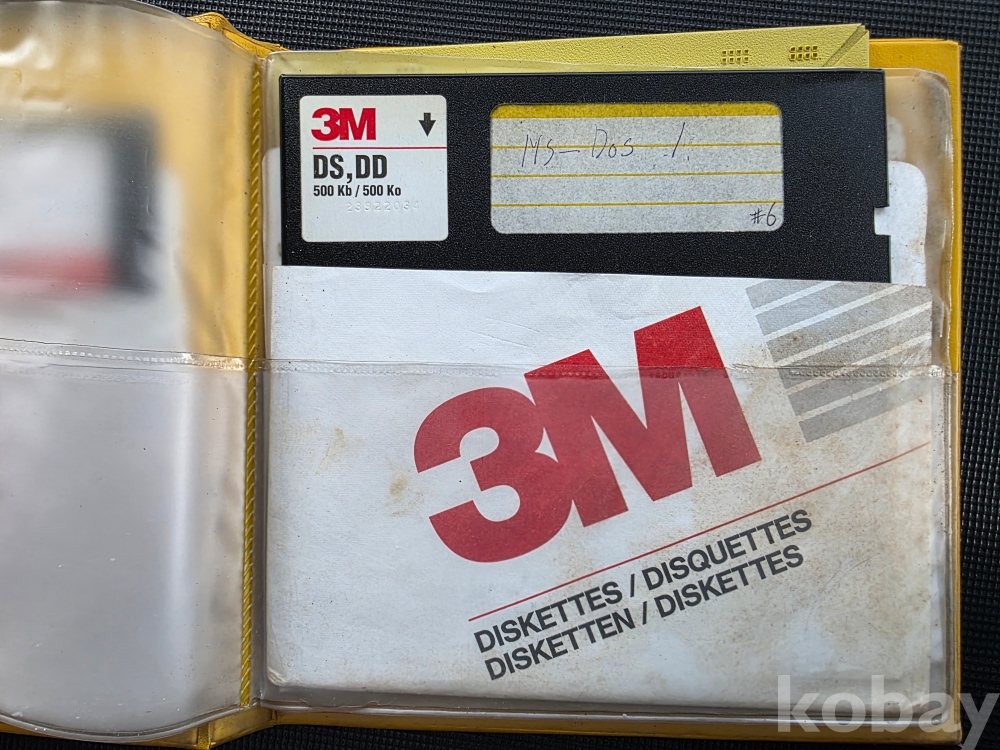 3M
DS,DD
500 Kb / 500 Ko
MS-DOS 1
#6
3M
DISKETTES / DISQUETTES
DISKETTEN / DISKETTES
kobay